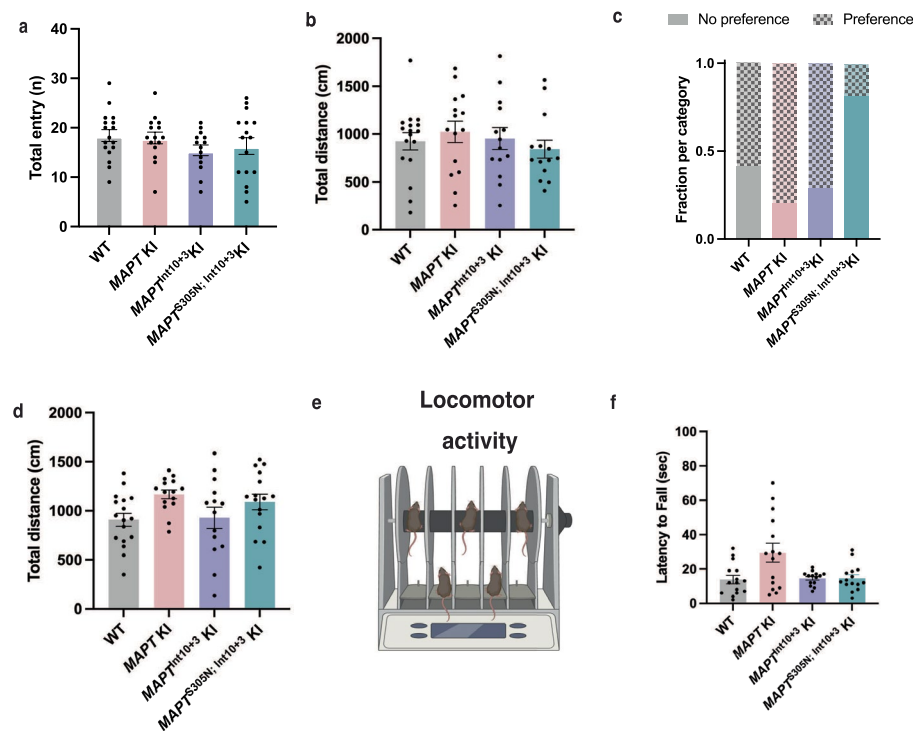 a
Total entry (n)
40
30
20
10
0
WT
MAPT KI
MAPTInt10+3KI
MAPTS305N; Int10+3KI
b
Total distance (cm)
2000
1500
1000
500
0
WT
MAPT KI
MAPTInt10+3 KI
MAPTS305N; Int10+3 KI
c
No preference
Preference
Fraction per category
1.0
0.5
0.0
WT
MAPT KI
MAPTInt10+3KI
MAPTS305N; Int10+3KI
d
Total distance (cm)
2000
1500
1000
500
0
WT
MAPT KI
MAPTInt10+3 KI
MAPTS305N; Int10+3 KI
e
Locomotor
activity
f
Latency to Fall (sec)
100
80
60
40
20
0
WT
MAPT KI
MAPTInt10+3 KI
MAPTS305N; Int10+3 KI